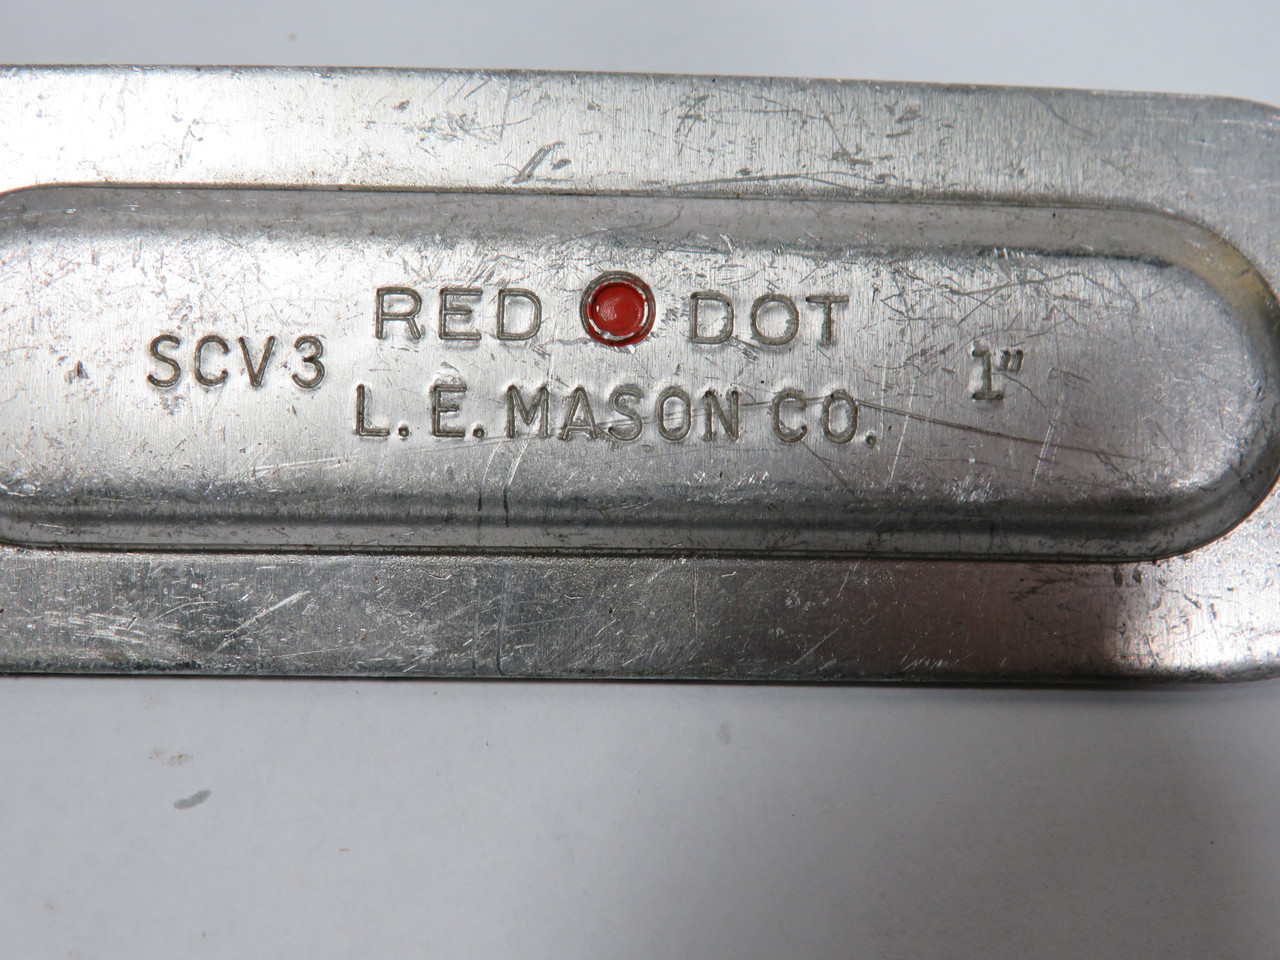 RED DOT
SCV3
L.E. MASON CO.
1"